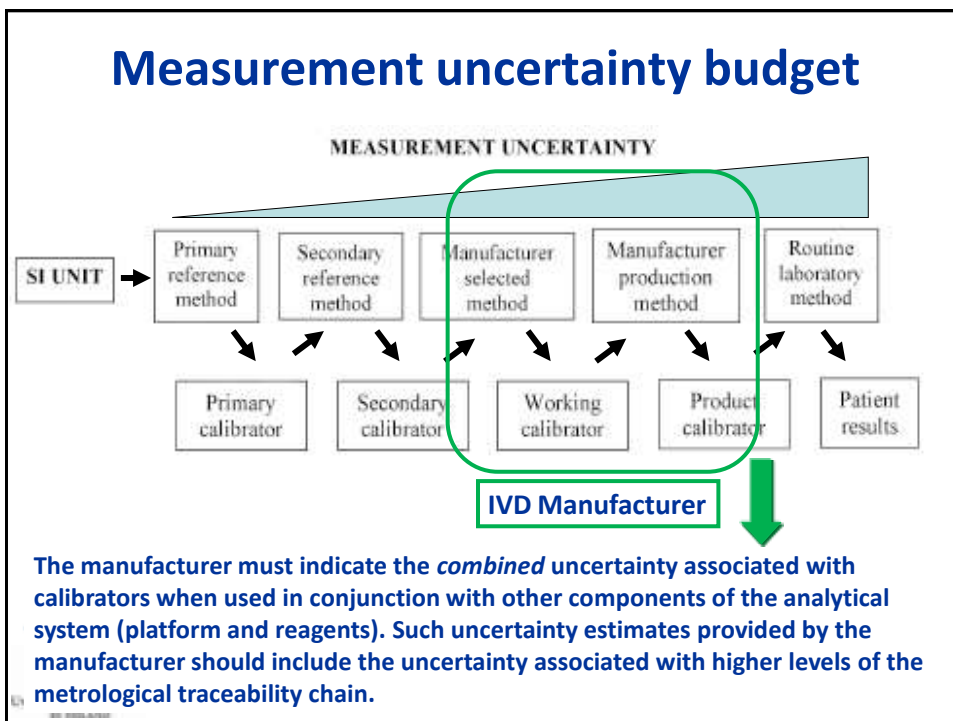 Measurement uncertainty budget
MEASUREMENT UNCERTAINTY
SI UNIT
Primary
reference
method
Secondary
reference
method
Manufacturer
selected
method
Manufacturer
production
method
Routine
laboratory
method
Primary
calibrator
Secondary
calibrator
Working
calibrator
Product
calibrator
Patient
results
IVD Manufacturer
The manufacturer must indicate the combined uncertainty associated with
calibrators when used in conjunction with other components of the analytical
system (platform and reagents). Such uncertainty estimates provided by the
manufacturer should include the uncertainty associated with higher levels of the
metrological traceability chain.